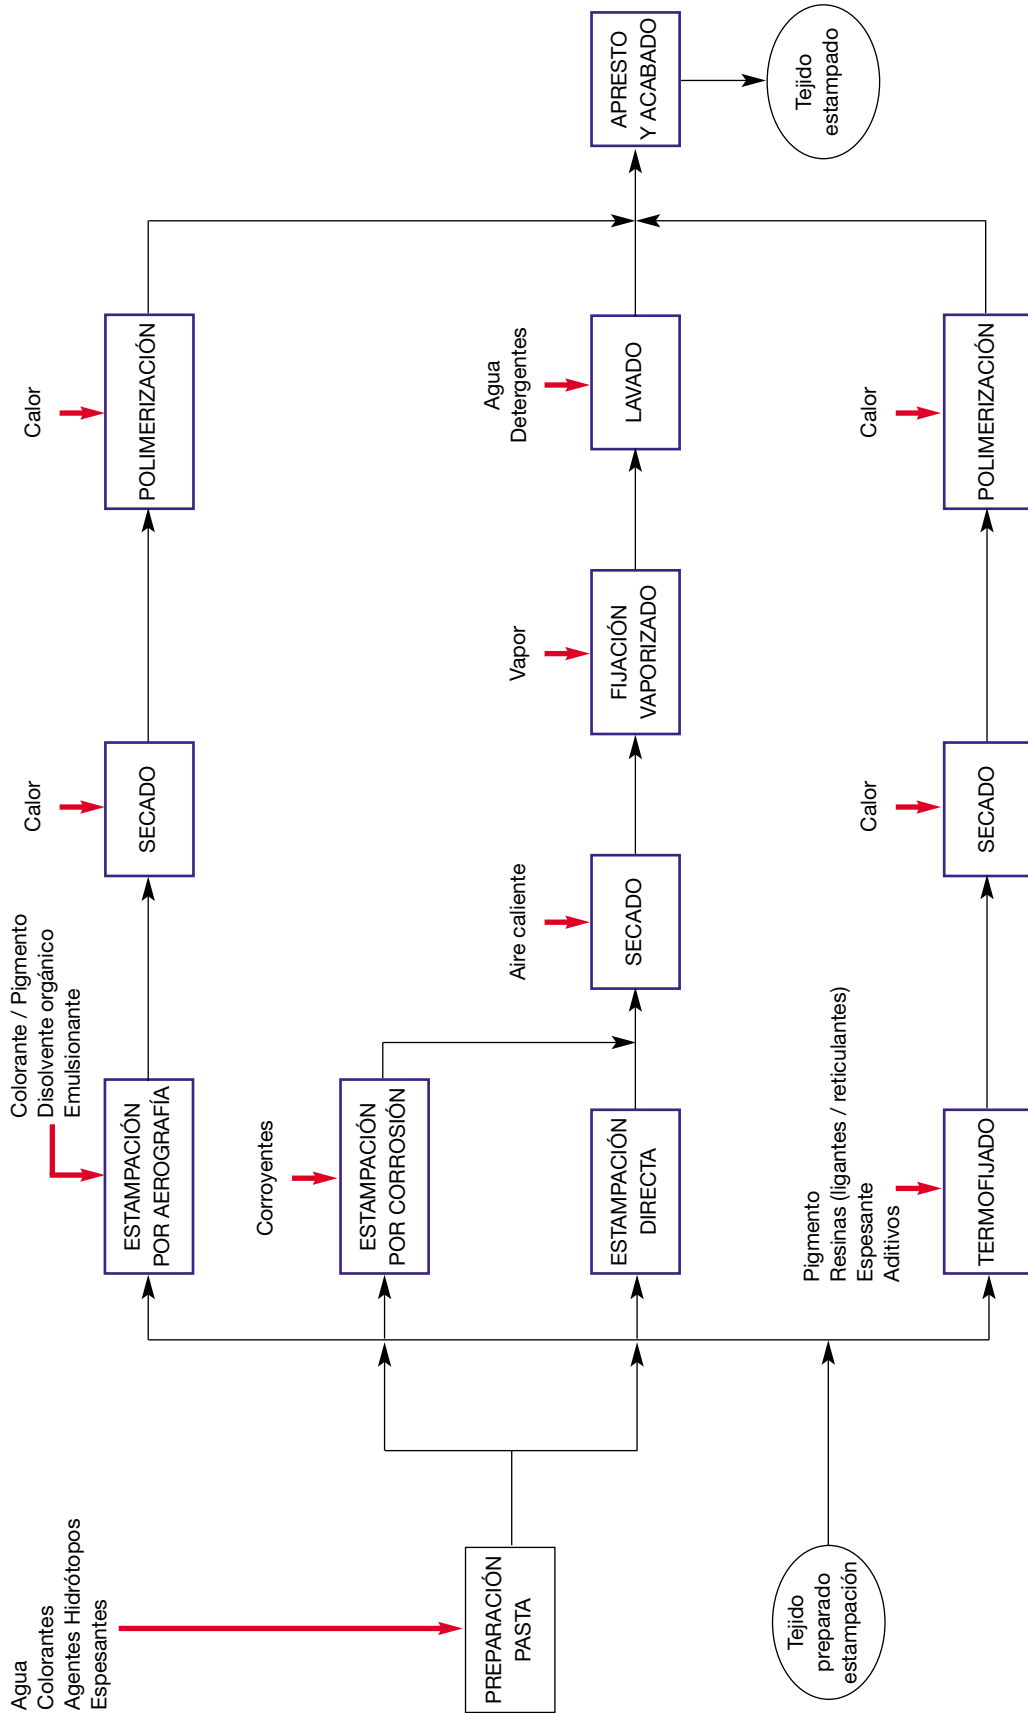 Agua
Colorantes
Agentes Hidrótopos
Espesantes
PREPARACIÓN
PASTA
Tejido
preparado
estampación
Colorante / Pigmento
Disolvente orgánico
Emulsionante
ESTAMPACIÓN
POR AEROGRAFÍA
Calor
SECADO
Calor
POLIMERIZACIÓN
Corroyentes
ESTAMPACIÓN
POR CORROSIÓN
ESTAMPACIÓN
DIRECTA
Aire caliente
SECADO
Vapor
FIJACIÓN
VAPORIZADO
Agua
Detergentes
LAVADO
Pigmento
Resinas (ligantes / reticulantes)
Espesante
Aditivos
TERMOFIJADO
Calor
SECADO
Calor
POLIMERIZACIÓN
APRESTO
Y ACABADO
Tejido
estampado